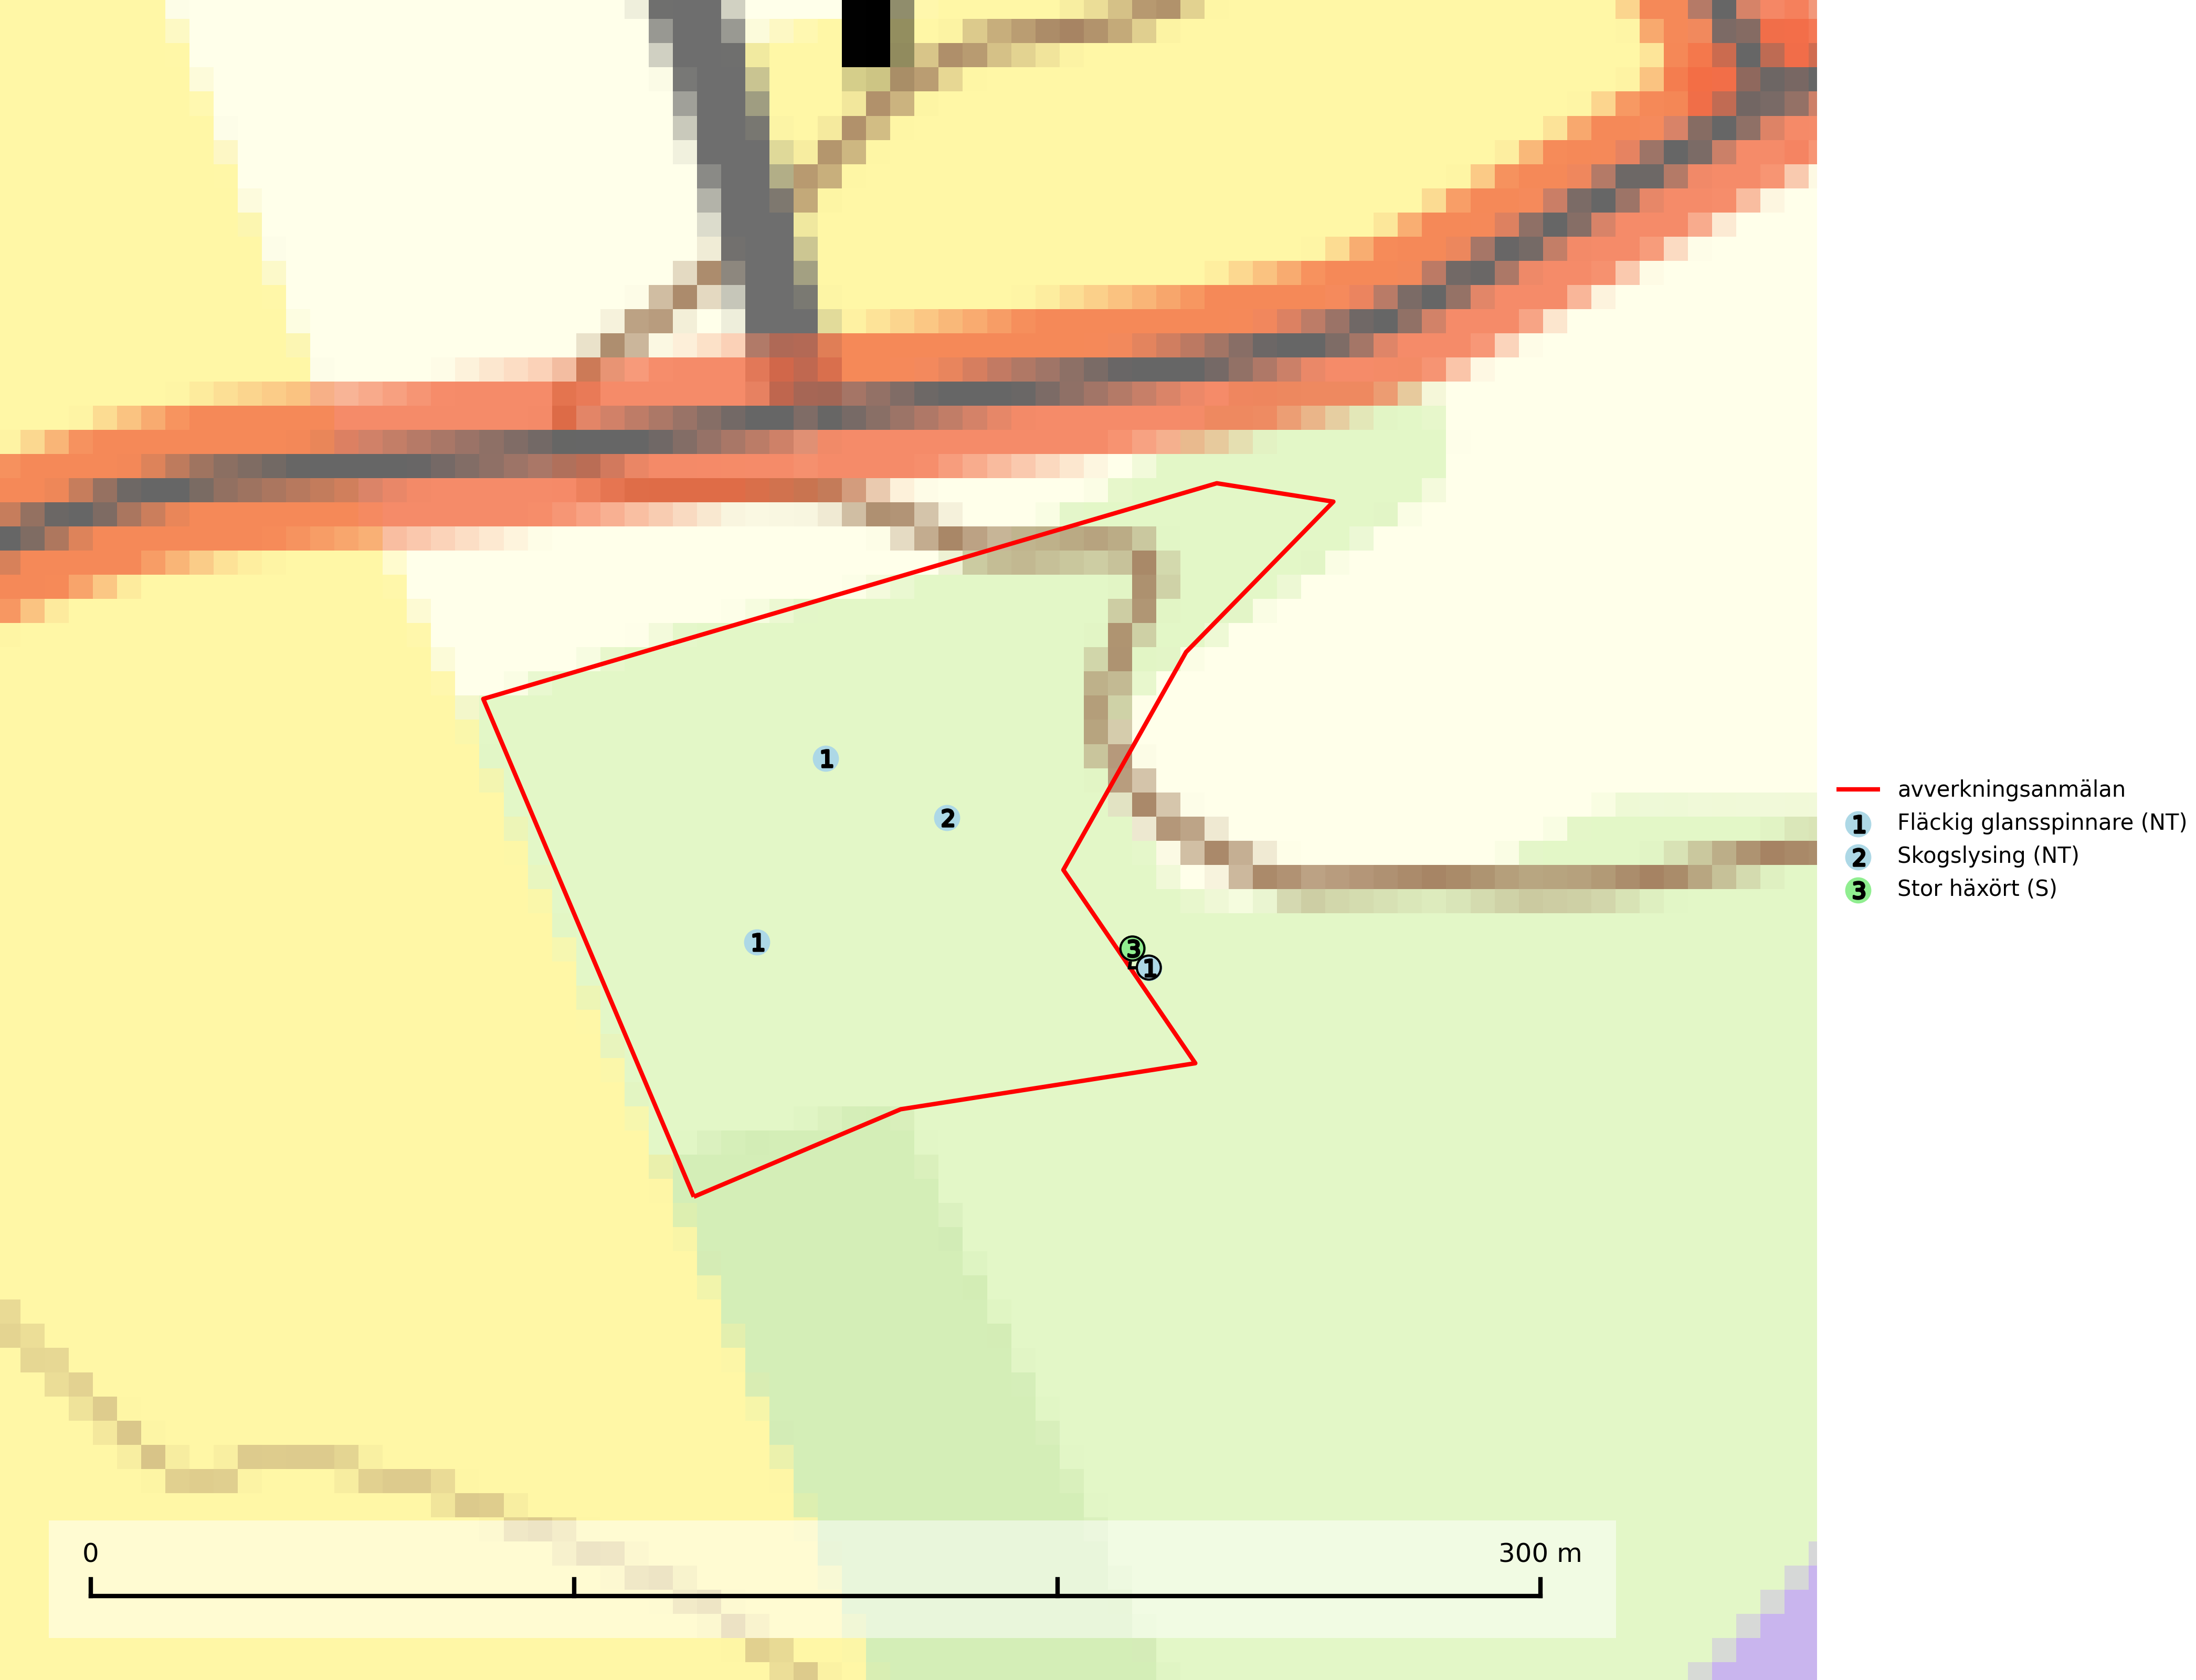 1
2
1
3
1
avverkningsanmälan
1 Fläckig glansspinnare (NT)
2 Skogslysing (NT)
3 Stor häxört (S)
0 300 m